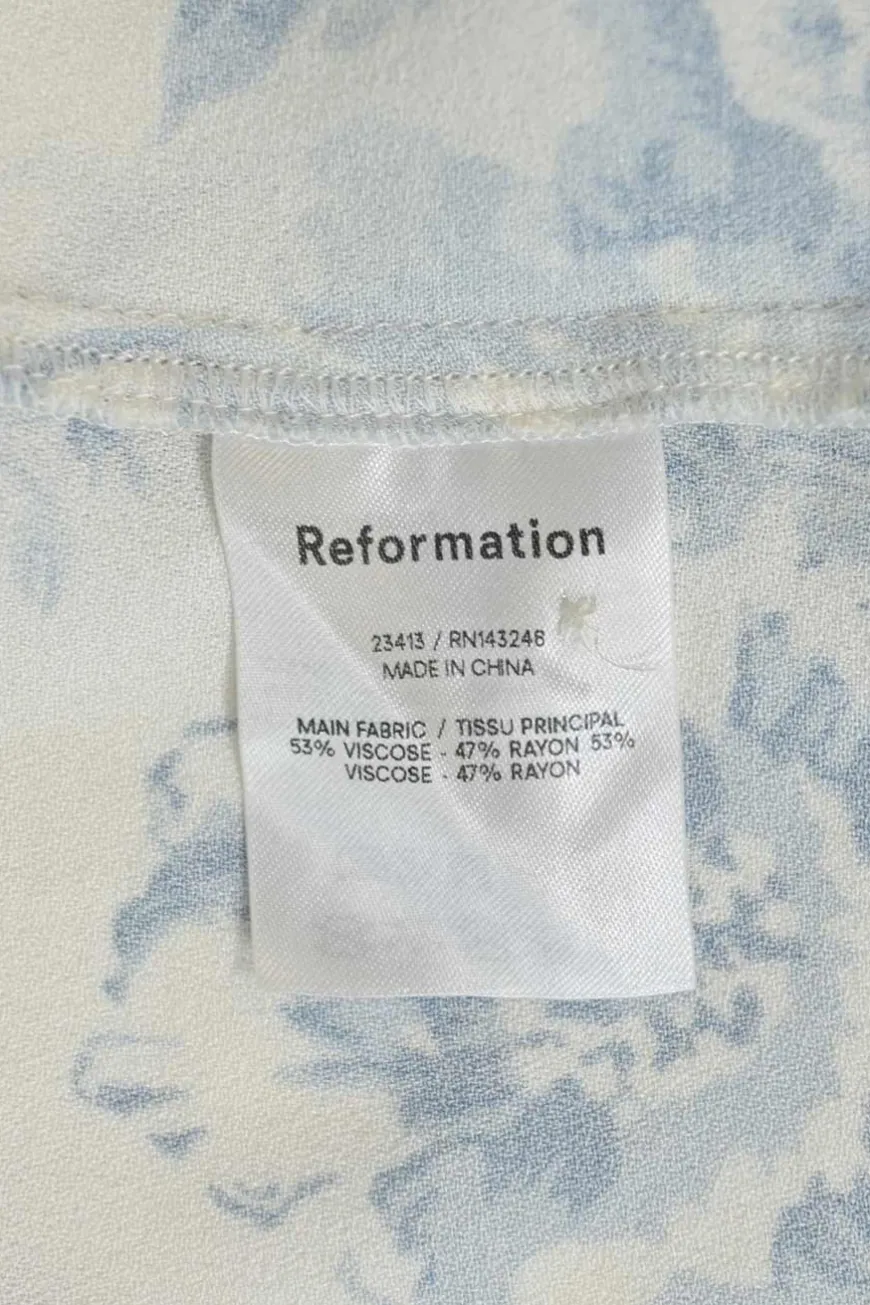 Reformation
23413 / RN143246
MADE IN CHINA
MAIN FABRIC / TISSU PRINCIPAL
53% VISCOSE - 47% RAYON 53%
VISCOSE - 47% RAYON